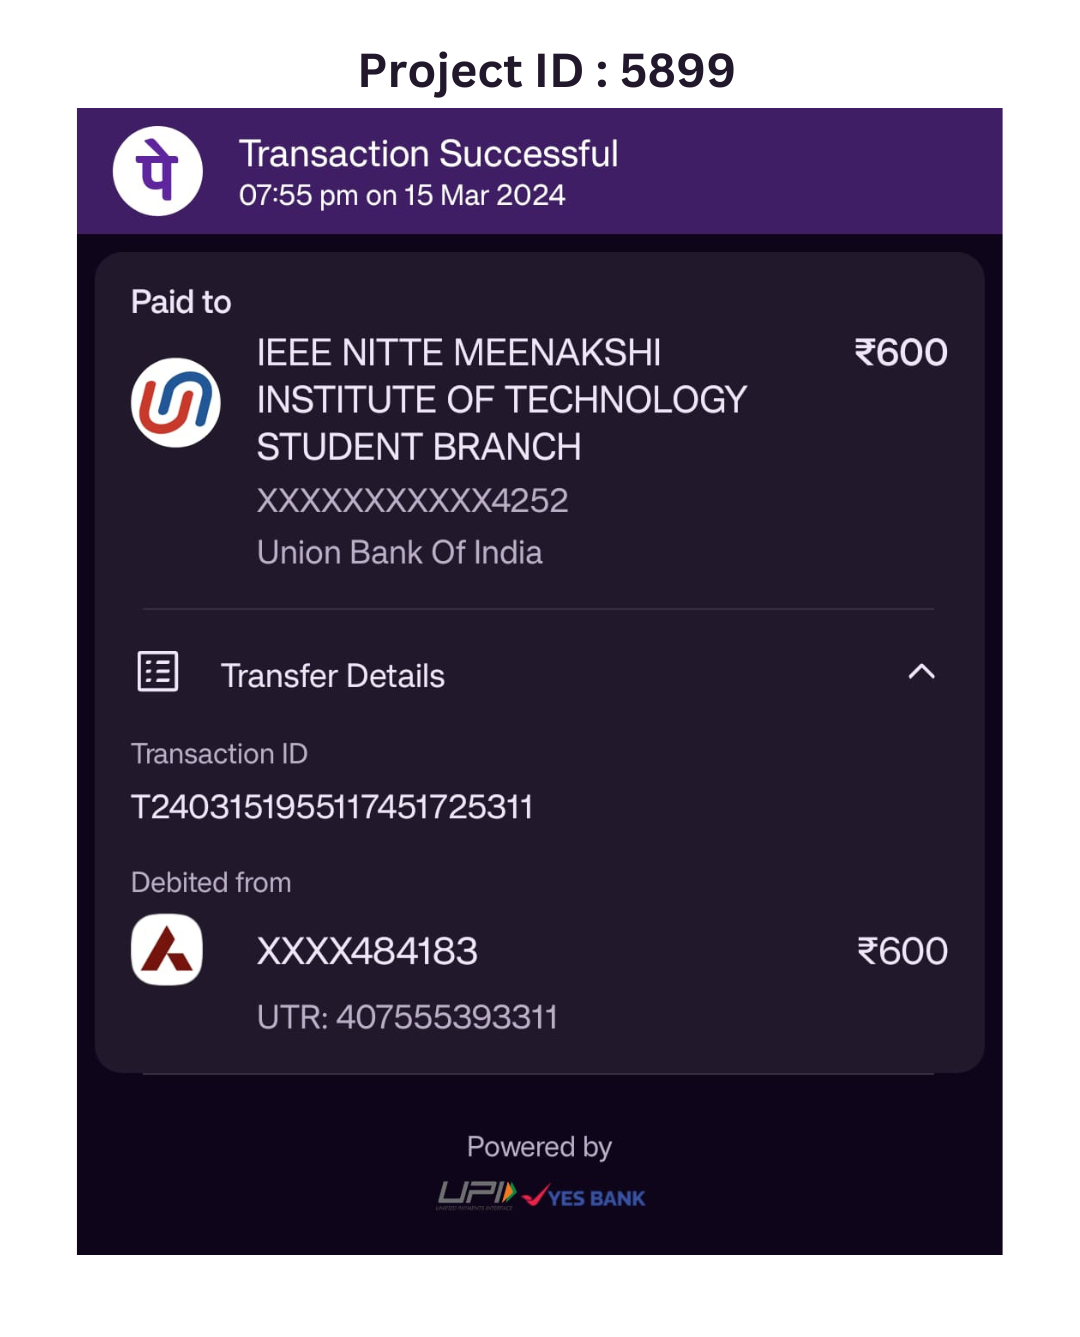 Project ID : 5899
पे
Transaction Successful
07:55 pm on 15 Mar 2024
Paid to
IEEE NITTE MEENAKSHI
₹600
INSTITUTE OF TECHNOLOGY
STUDENT BRANCH
XXXXXXXXXXX4252
Union Bank Of India
Transfer Details
Transaction ID
T2403151955117451725311
Debited from
XXXX484183
₹600
UTR: 407555393311
Powered by
UPI YES BANK
UNIFIED PAYMENTS INTERFACE